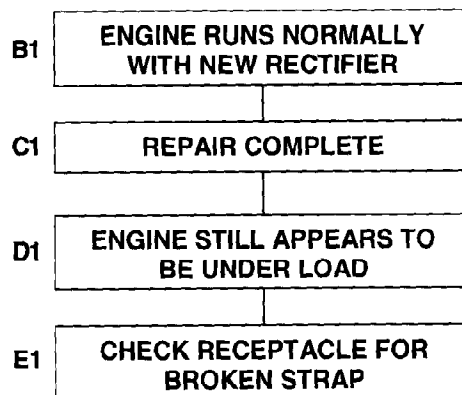 B1 ENGINE RUNS NORMALLY
WITH NEW RECTIFIER
C1 REPAIR COMPLETE
D1 ENGINE STILL APPEARS TO
BE UNDER LOAD
E1 CHECK RECEPTACLE FOR
BROKEN STRAP